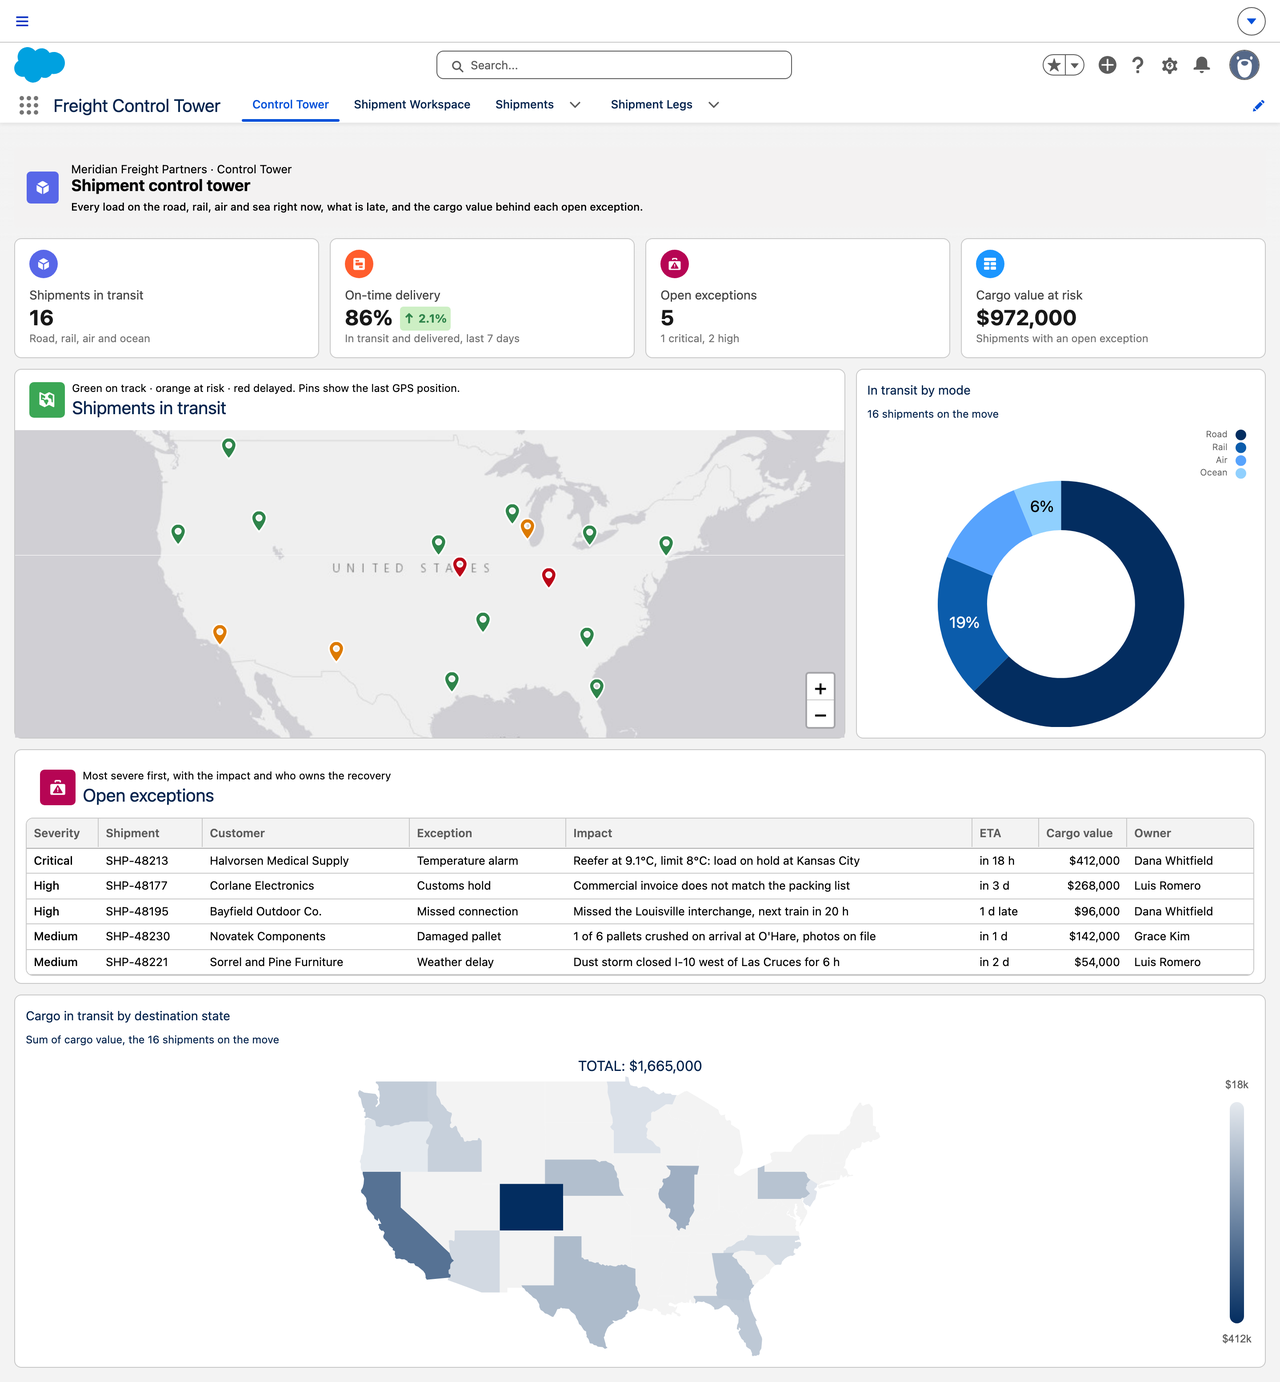 Search...
Freight Control Tower
Control Tower
Shipment Workspace
Shipments
Shipment Legs
Meridian Freight Partners · Control Tower
Shipment control tower
Every load on the road, rail, air and sea right now, what is late, and the cargo value behind each open exception.
Shipments in transit
16
Road, rail, air and ocean
On-time delivery
86% ↑ 2.1%
In transit and delivered, last 7 days
Open exceptions
5
1 critical, 2 high
Cargo value at risk
$972,000
Shipments with an open exception
Green on track · orange at risk · red delayed. Pins show the last GPS position.
Shipments in transit
UNITED STATES
+
−
In transit by mode
16 shipments on the move
Road
Rail
Air
Ocean
6%
19%
Most severe first, with the impact and who owns the recovery
Open exceptions
Severity Shipment Customer Exception Impact ETA Cargo value Owner
Critical SHP-48213 Halvorsen Medical Supply Temperature alarm Reefer at 9.1°C, limit 8°C: load on hold at Kansas City in 18 h $412,000 Dana Whitfield
High SHP-48177 Corlane Electronics Customs hold Commercial invoice does not match the packing list in 3 d $268,000 Luis Romero
High SHP-48195 Bayfield Outdoor Co. Missed connection Missed the Louisville interchange, next train in 20 h 1 d late $96,000 Dana Whitfield
Medium SHP-48230 Novatek Components Damaged pallet 1 of 6 pallets crushed on arrival at O'Hare, photos on file in 1 d $142,000 Grace Kim
Medium SHP-48221 Sorrel and Pine Furniture Weather delay Dust storm closed I-10 west of Las Cruces for 6 h in 2 d $54,000 Luis Romero
Cargo in transit by destination state
Sum of cargo value, the 16 shipments on the move
TOTAL: $1,665,000
$18k
$412k